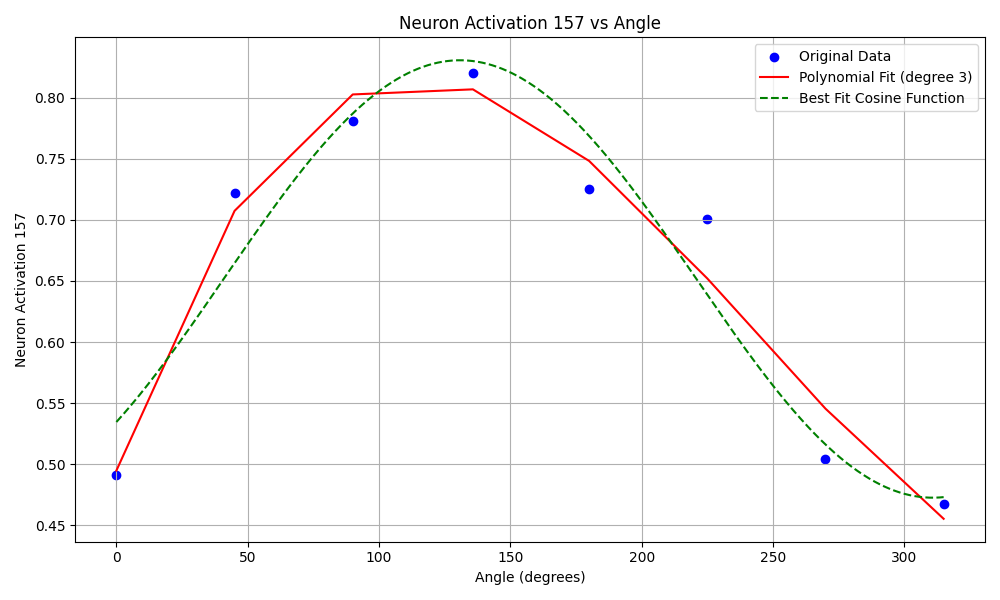 Neuron Activation 157 vs Angle
Original Data
Polynomial Fit (degree 3)
Best Fit Cosine Function
Neuron Activation 157
0.80
0.75
0.70
0.65
0.60
0.55
0.50
0.45
0
50
100
150
200
250
300
Angle (degrees)